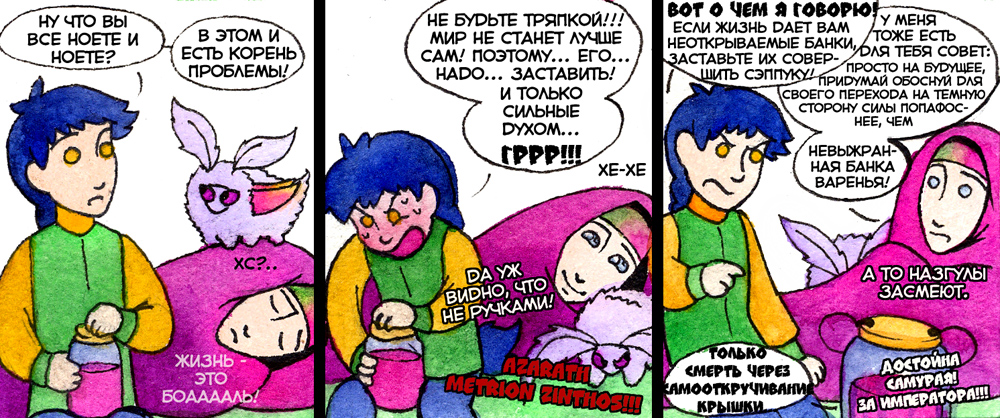 НУ ЧТО ВЫ
ВСЕ НОЕТЕ И
НОЕТЕ?
В ЭТОМ И
ЕСТЬ КОРЕНЬ
ПРОБЛЕМЫ!
ХС?..
ЖИЗНЬ -
ЭТО
БОДАААЛЬ!
НЕ БУДЬТЕ ТРЯПКОЙ!!!
МИР НЕ СТАНЕТ ЛУЧШЕ
САМ! ПОЭТОМУ... ЕГО...
НАДО... ЗАСТАВИТЬ!
И ТОЛЬКО
СИЛЬНЫЕ
ДУХОМ...
ГРРР!!!
ХЕ-ХЕ
ДА УЖ
ВИДНО, ЧТО
НЕ РУЧКАМИ!
AZARATH
METRION ZINTHOS!!!
ВОТ О ЧЕМ Я ГОВОРЮ!
ЕСЛИ ЖИЗНЬ ДАЕТ ВАМ
НЕОТКРЫВАЕМЫЕ БАНКИ,
ЗАСТАВЬТЕ ИХ СОВЕР-
ШИТЬ СЭППУКУ!
У МЕНЯ
ТОЖЕ ЕСТЬ
ДЛЯ ТЕБЯ СОВЕТ:
ПРОСТО НА БУДУЩЕЕ,
ПРИДУМАЙ ОБОСНУЙ ДЛЯ
СВОЕГО ПЕРЕХОДА НА ТЕМНУЮ
СТОРОНУ СИЛЫ ПОПАФОС-
НЕЕ, ЧЕМ
НЕВЫЖРАН-
НАЯ БАНКА
ВАРЕНЬЯ!
А ТО НАЗГУЛЫ
ЗАСМЕЮТ.
ТОЛЬКО
СМЕРТЬ ЧЕРЕЗ
САМООТКРУЧИВАНИЕ
КРЫШКИ
ДОСТОЙНА
САМУРАЯ!
ЗА ИМПЕРАТОРА!!!